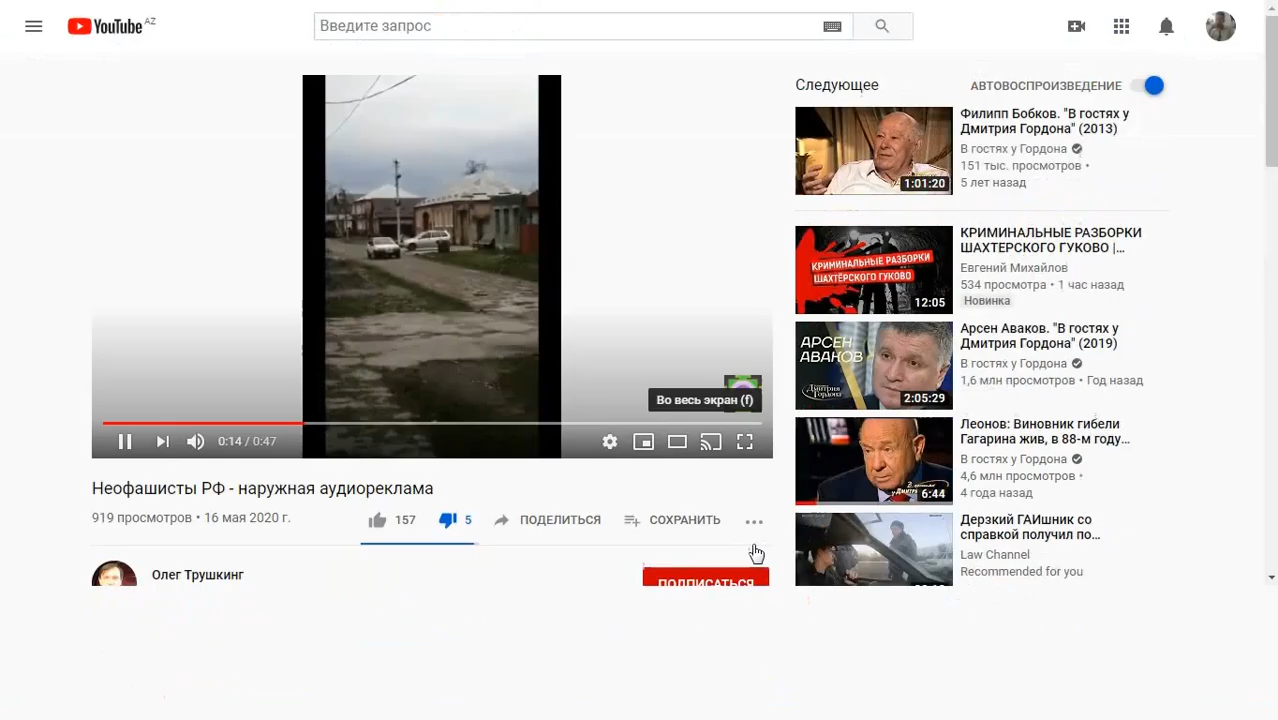 YouTube AZ
Введите запрос
Во весь экран (f)
0:14 / 0:47
Неофашисты РФ - наружная аудиореклама
919 просмотров • 16 мая 2020 г.
157
5
ПОДЕЛИТЬСЯ
СОХРАНИТЬ
Олег Трушкинг
ПОДПИСАТЬСЯ
Следующее
АВТОВОСПРОИЗВЕДЕНИЕ
1:01:20
Филипп Бобков. "В гостях у
Дмитрия Гордона" (2013)
В гостях у Гордона
151 тыс. просмотров •
5 лет назад
КРИМИНАЛЬНЫЕ РАЗБОРКИ
ШАХТЁРСКОГО ГУКОВО
12:05
КРИМИНАЛЬНЫЕ РАЗБОРКИ
ШАХТЕРСКОГО ГУКОВО |...
Евгений Михайлов
534 просмотра • 1 час назад
Новинка
АРСЕН
АВАКОВ
Дмитрия
Гордона
2:05:29
Арсен Аваков. "В гостях у
Дмитрия Гордона" (2019)
В гостях у Гордона
1,6 млн просмотров • Год назад
6:44
Леонов: Виновник гибели
Гагарина жив, в 88-м году...
В гостях у Гордона
4,6 млн просмотров •
4 года назад
Дерзкий ГАИшник со
справкой получил по...
Law Channel
Recommended for you